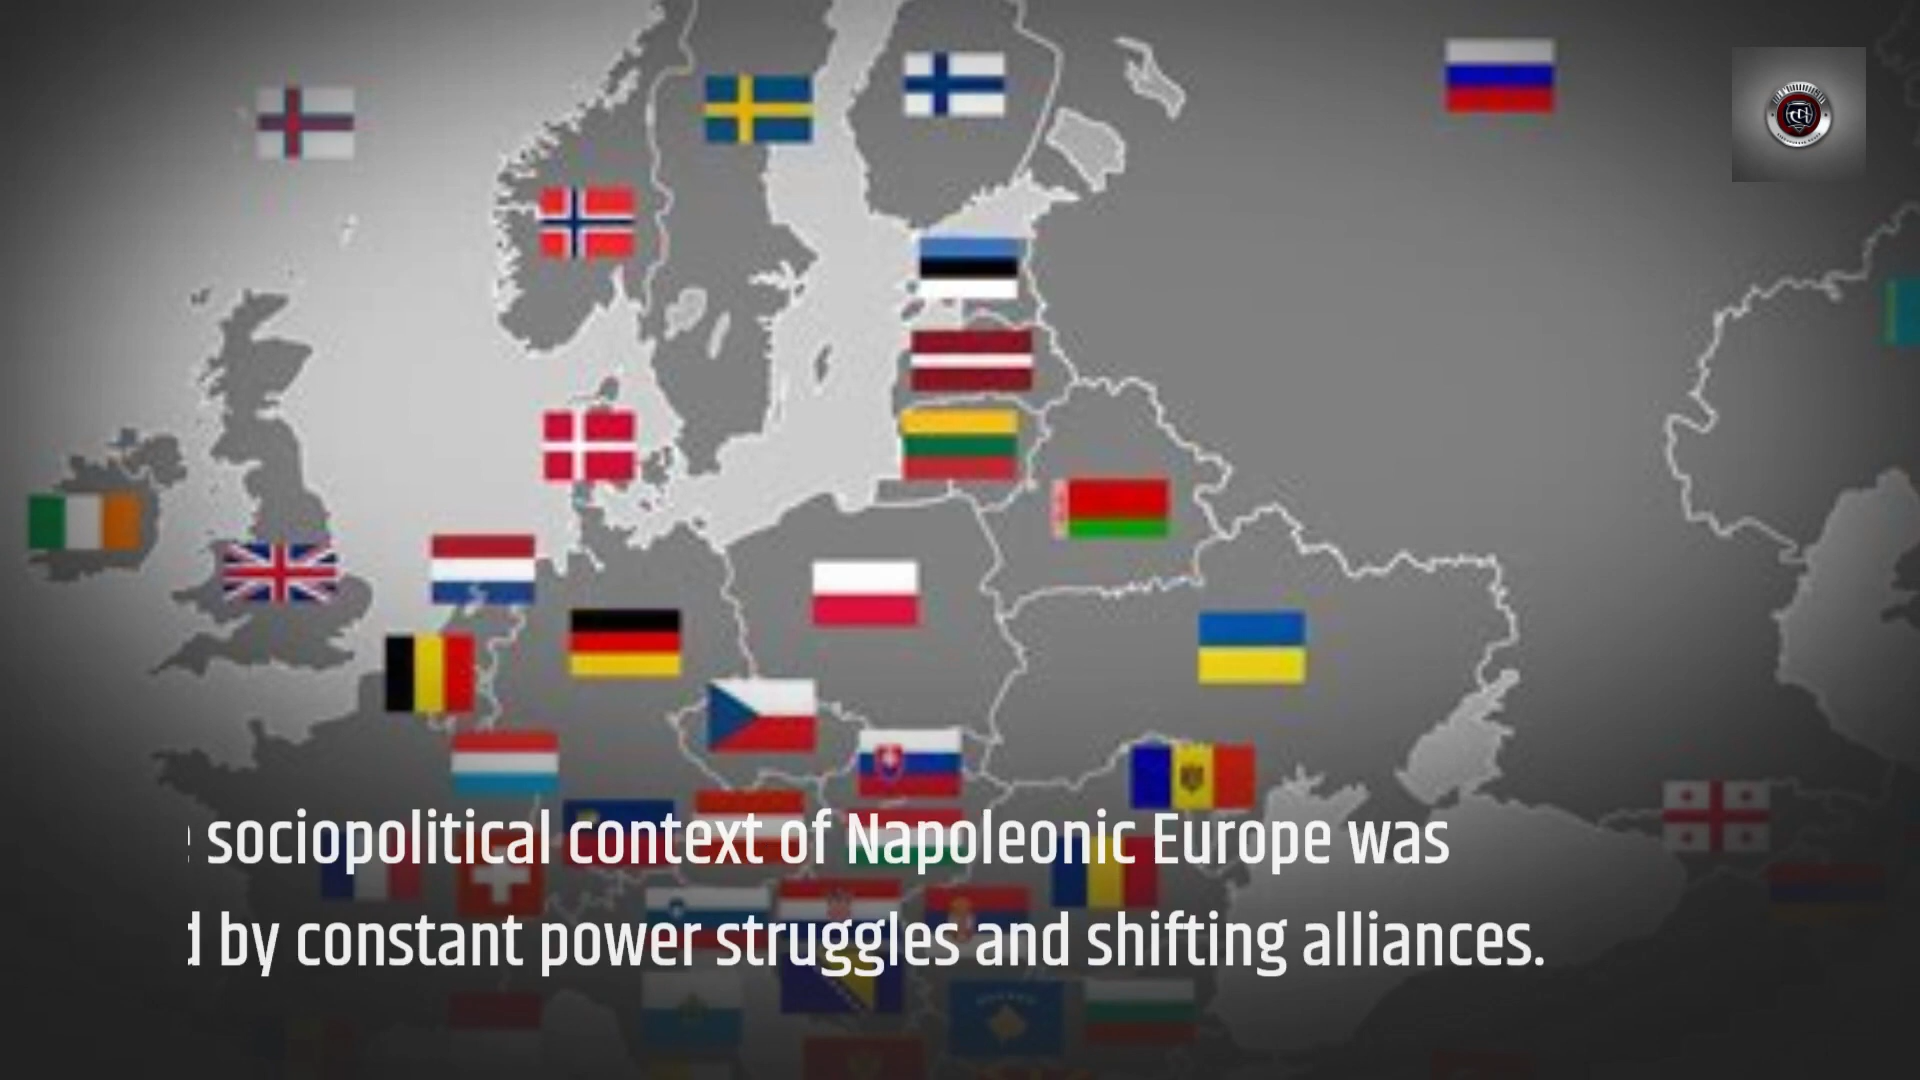 sociopolitical context of Napoleonic Europe was
by constant power struggles and shifting alliances.